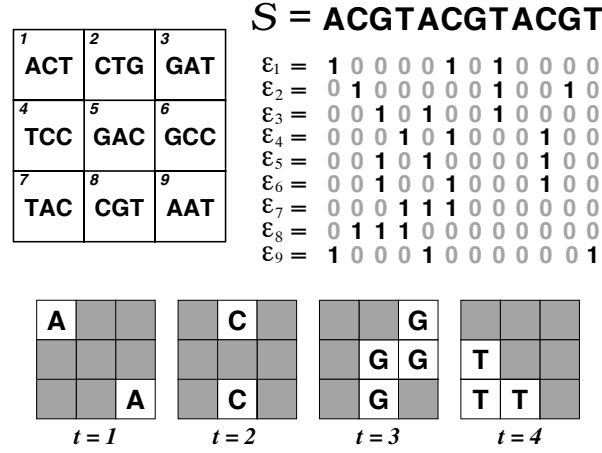 S = ACGTACGTACGT
1 2 3
ACT CTG GAT
4 5 6
TCC GAC GCC
7 8 9
TAC CGT AAT
ε1 = 1 0 0 0 0 1 0 1 0 0 0 0
ε2 = 0 1 0 0 0 0 0 1 0 0 1 0
ε3 = 0 0 1 0 1 0 0 1 0 0 0 0
ε4 = 0 0 0 1 0 1 0 0 0 1 0 0
ε5 = 0 0 1 0 1 0 0 0 0 1 0 0
ε6 = 0 0 1 0 0 1 0 0 0 1 0 0
ε7 = 0 0 0 1 1 1 0 0 0 0 0 0
ε8 = 0 1 1 1 0 0 0 0 0 0 0 0
ε9 = 1 0 0 0 1 0 0 0 0 0 0 1
A
A
t = 1
C
C
t = 2
G
G G
G
t = 3
T
T T
t = 4